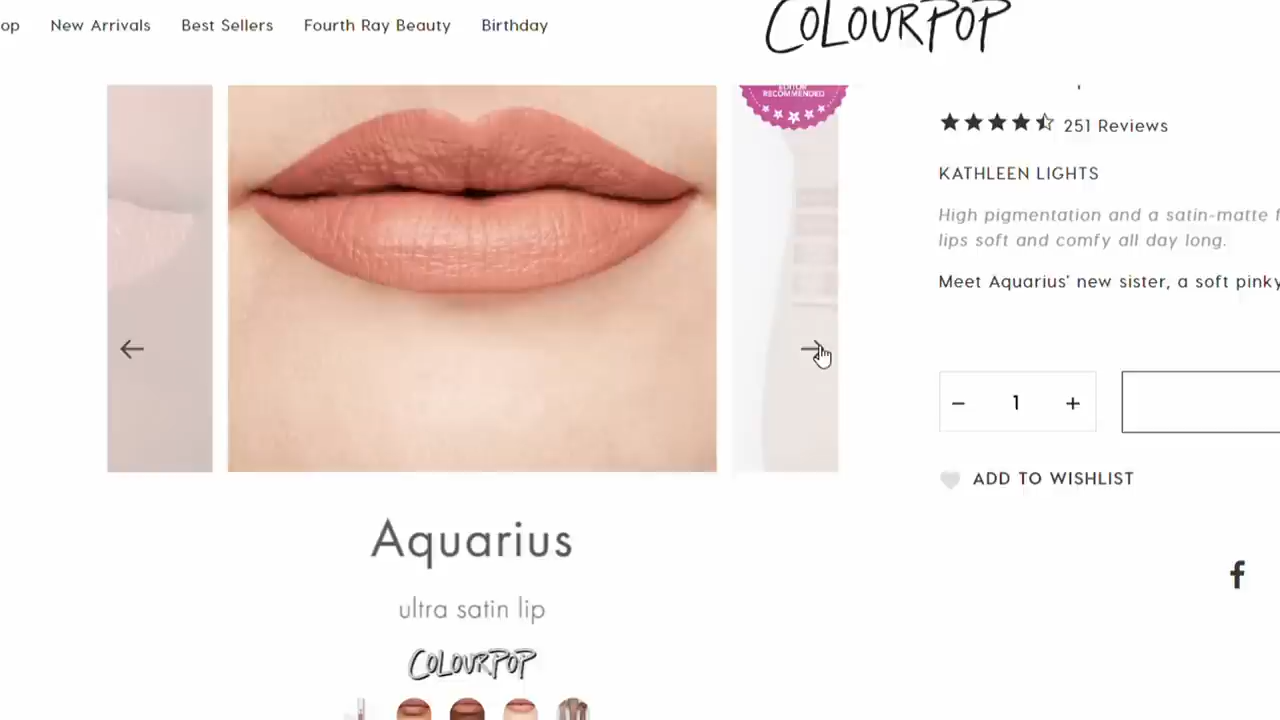 op New Arrivals Best Sellers Fourth Ray Beauty Birthday
COLOURPOP
EDITOR
RECOMMENDED
251 Reviews
KATHLEEN LIGHTS
High pigmentation and a satin-matte f
lips soft and comfy all day long.
Meet Aquarius' new sister, a soft pinky
− 1 +
ADD TO WISHLIST
f
Aquarius
ultra satin lip
COLOURPOP